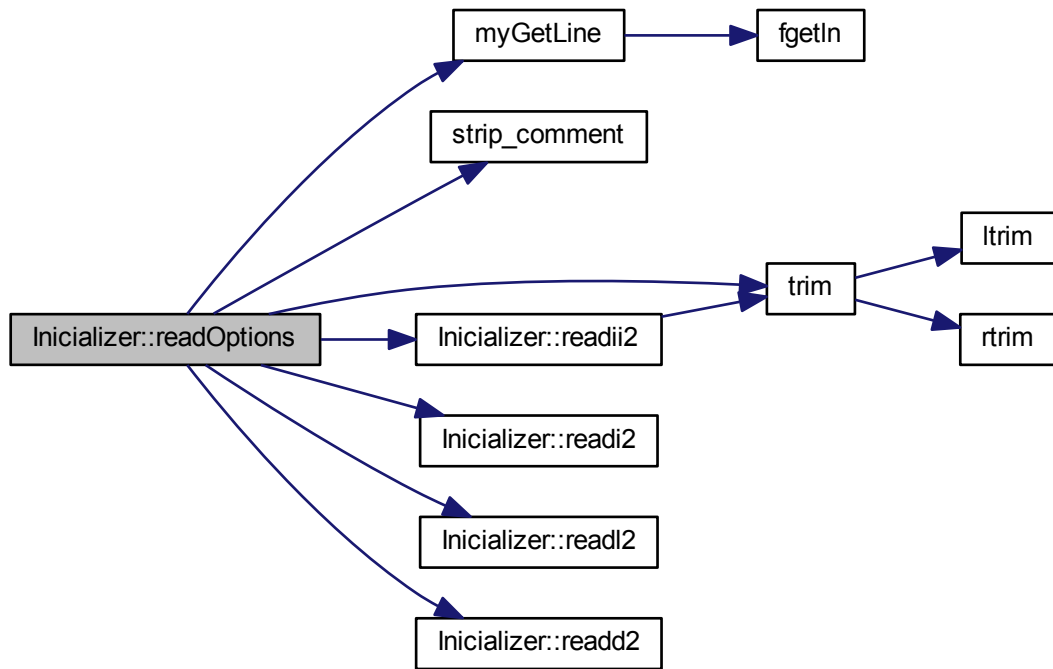 myGetLine
fgetln
strip_comment
ltrim
trim
Inicializer::readOptions
Inicializer::readii2
rtrim
Inicializer::readi2
Inicializer::readl2
Inicializer::readd2